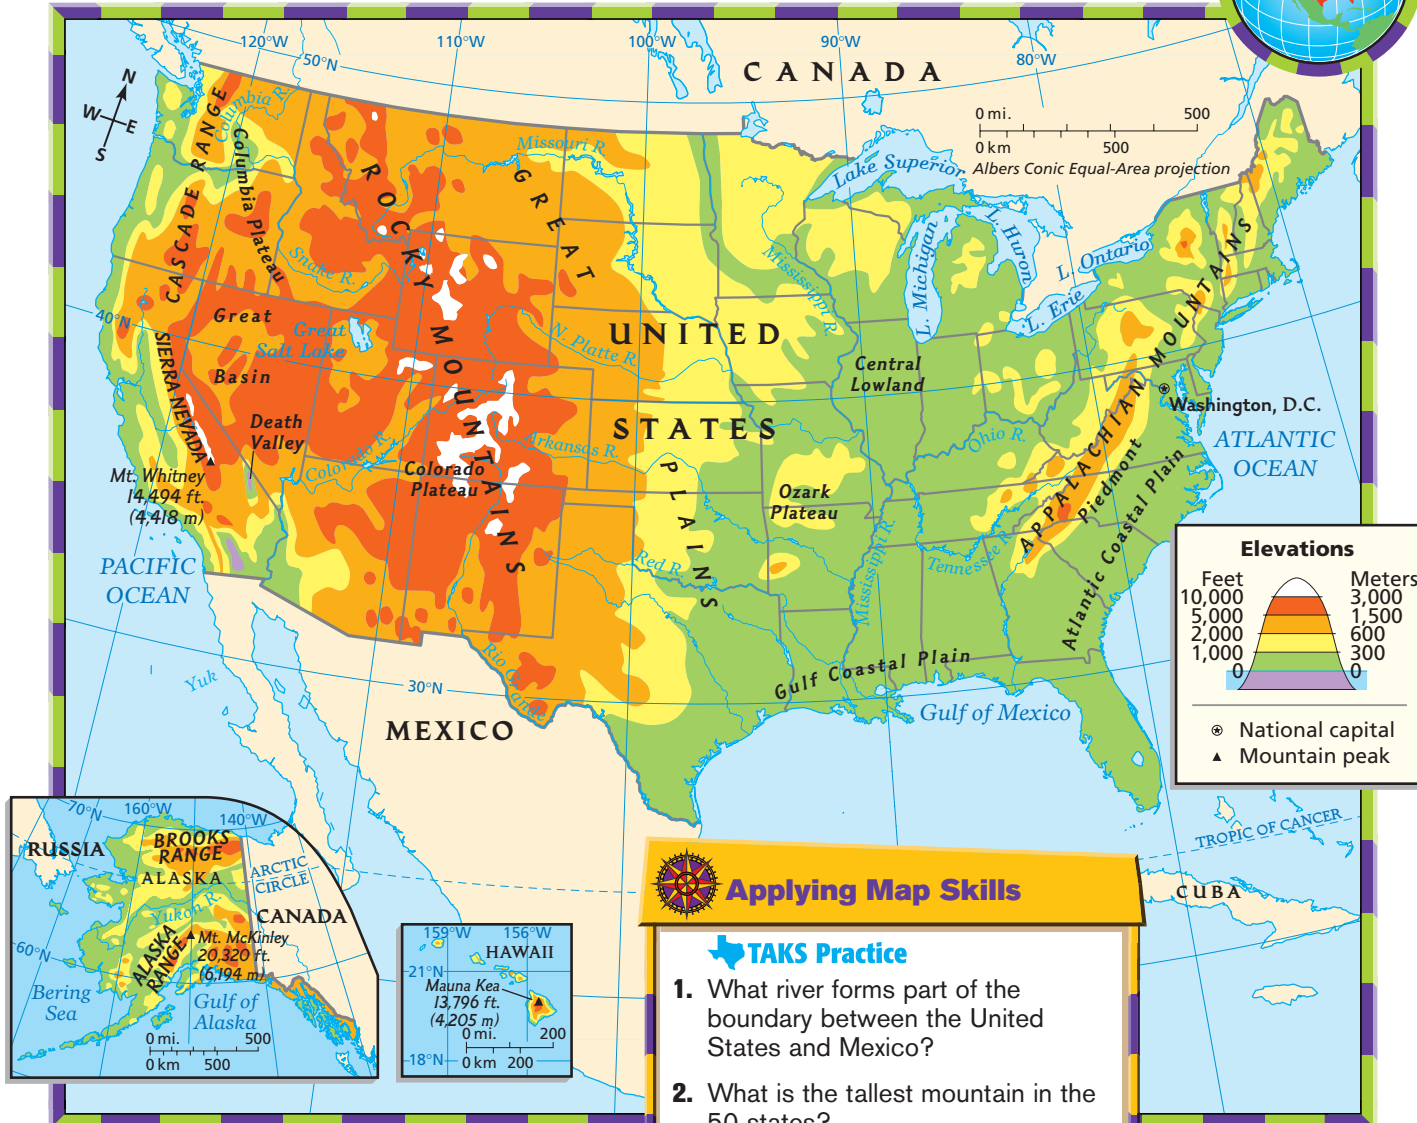 120°W
110°W
100°W
90°W
80°W
50°N
CANADA
N
W
E
S
0 mi. 500
0 km 500
Albers Conic Equal-Area projection
Columbia R.
CASCADE RANGE
Columbia Plateau
ROCKY MOUNTAINS
Missouri R.
GREAT PLAINS
Lake Superior
L. Michigan
L. Huron
L. Ontario
L. Erie
Mississippi R.
Snake R.
40°N
Great
Basin
Great
Salt Lake
N. Platte R.
UNITED
STATES
Central
Lowland
APPALACHIAN MOUNTAINS
Washington, D.C.
SIERRA NEVADA
Death
Valley
Colorado R.
Colorado
Plateau
Arkansas R.
Ohio R.
ATLANTIC
OCEAN
Mt. Whitney
14,494 ft.
(4,418 m)
Ozark
Plateau
Piedmont
Atlantic Coastal Plain
PACIFIC
OCEAN
Red R.
Mississippi R.
Tennessee R.
Rio Grande
Gulf Coastal Plain
30°N
MEXICO
Gulf of Mexico
Yuk
Elevations
Feet Meters
10,000 3,000
5,000 1,500
2,000 600
1,000 300
0 0
National capital
Mountain peak
TROPIC OF CANCER
CUBA
70°N
160°W
140°W
RUSSIA
BROOKS
RANGE
ARCTIC
CIRCLE
ALASKA
Yukon R.
CANADA
ALASKA
RANGE
Mt. McKinley
20,320 ft.
(6,194 m)
60°N
Bering
Sea
Gulf of
Alaska
0 mi. 500
0 km 500
159°W
156°W
HAWAII
21°N
Mauna Kea
13,796 ft.
(4,205 m)
0 mi. 200
0 km 200
18°N
Applying Map Skills
TAKS Practice
1. What river forms part of the
boundary between the United
States and Mexico?
2. What is the tallest mountain in the
50 states?